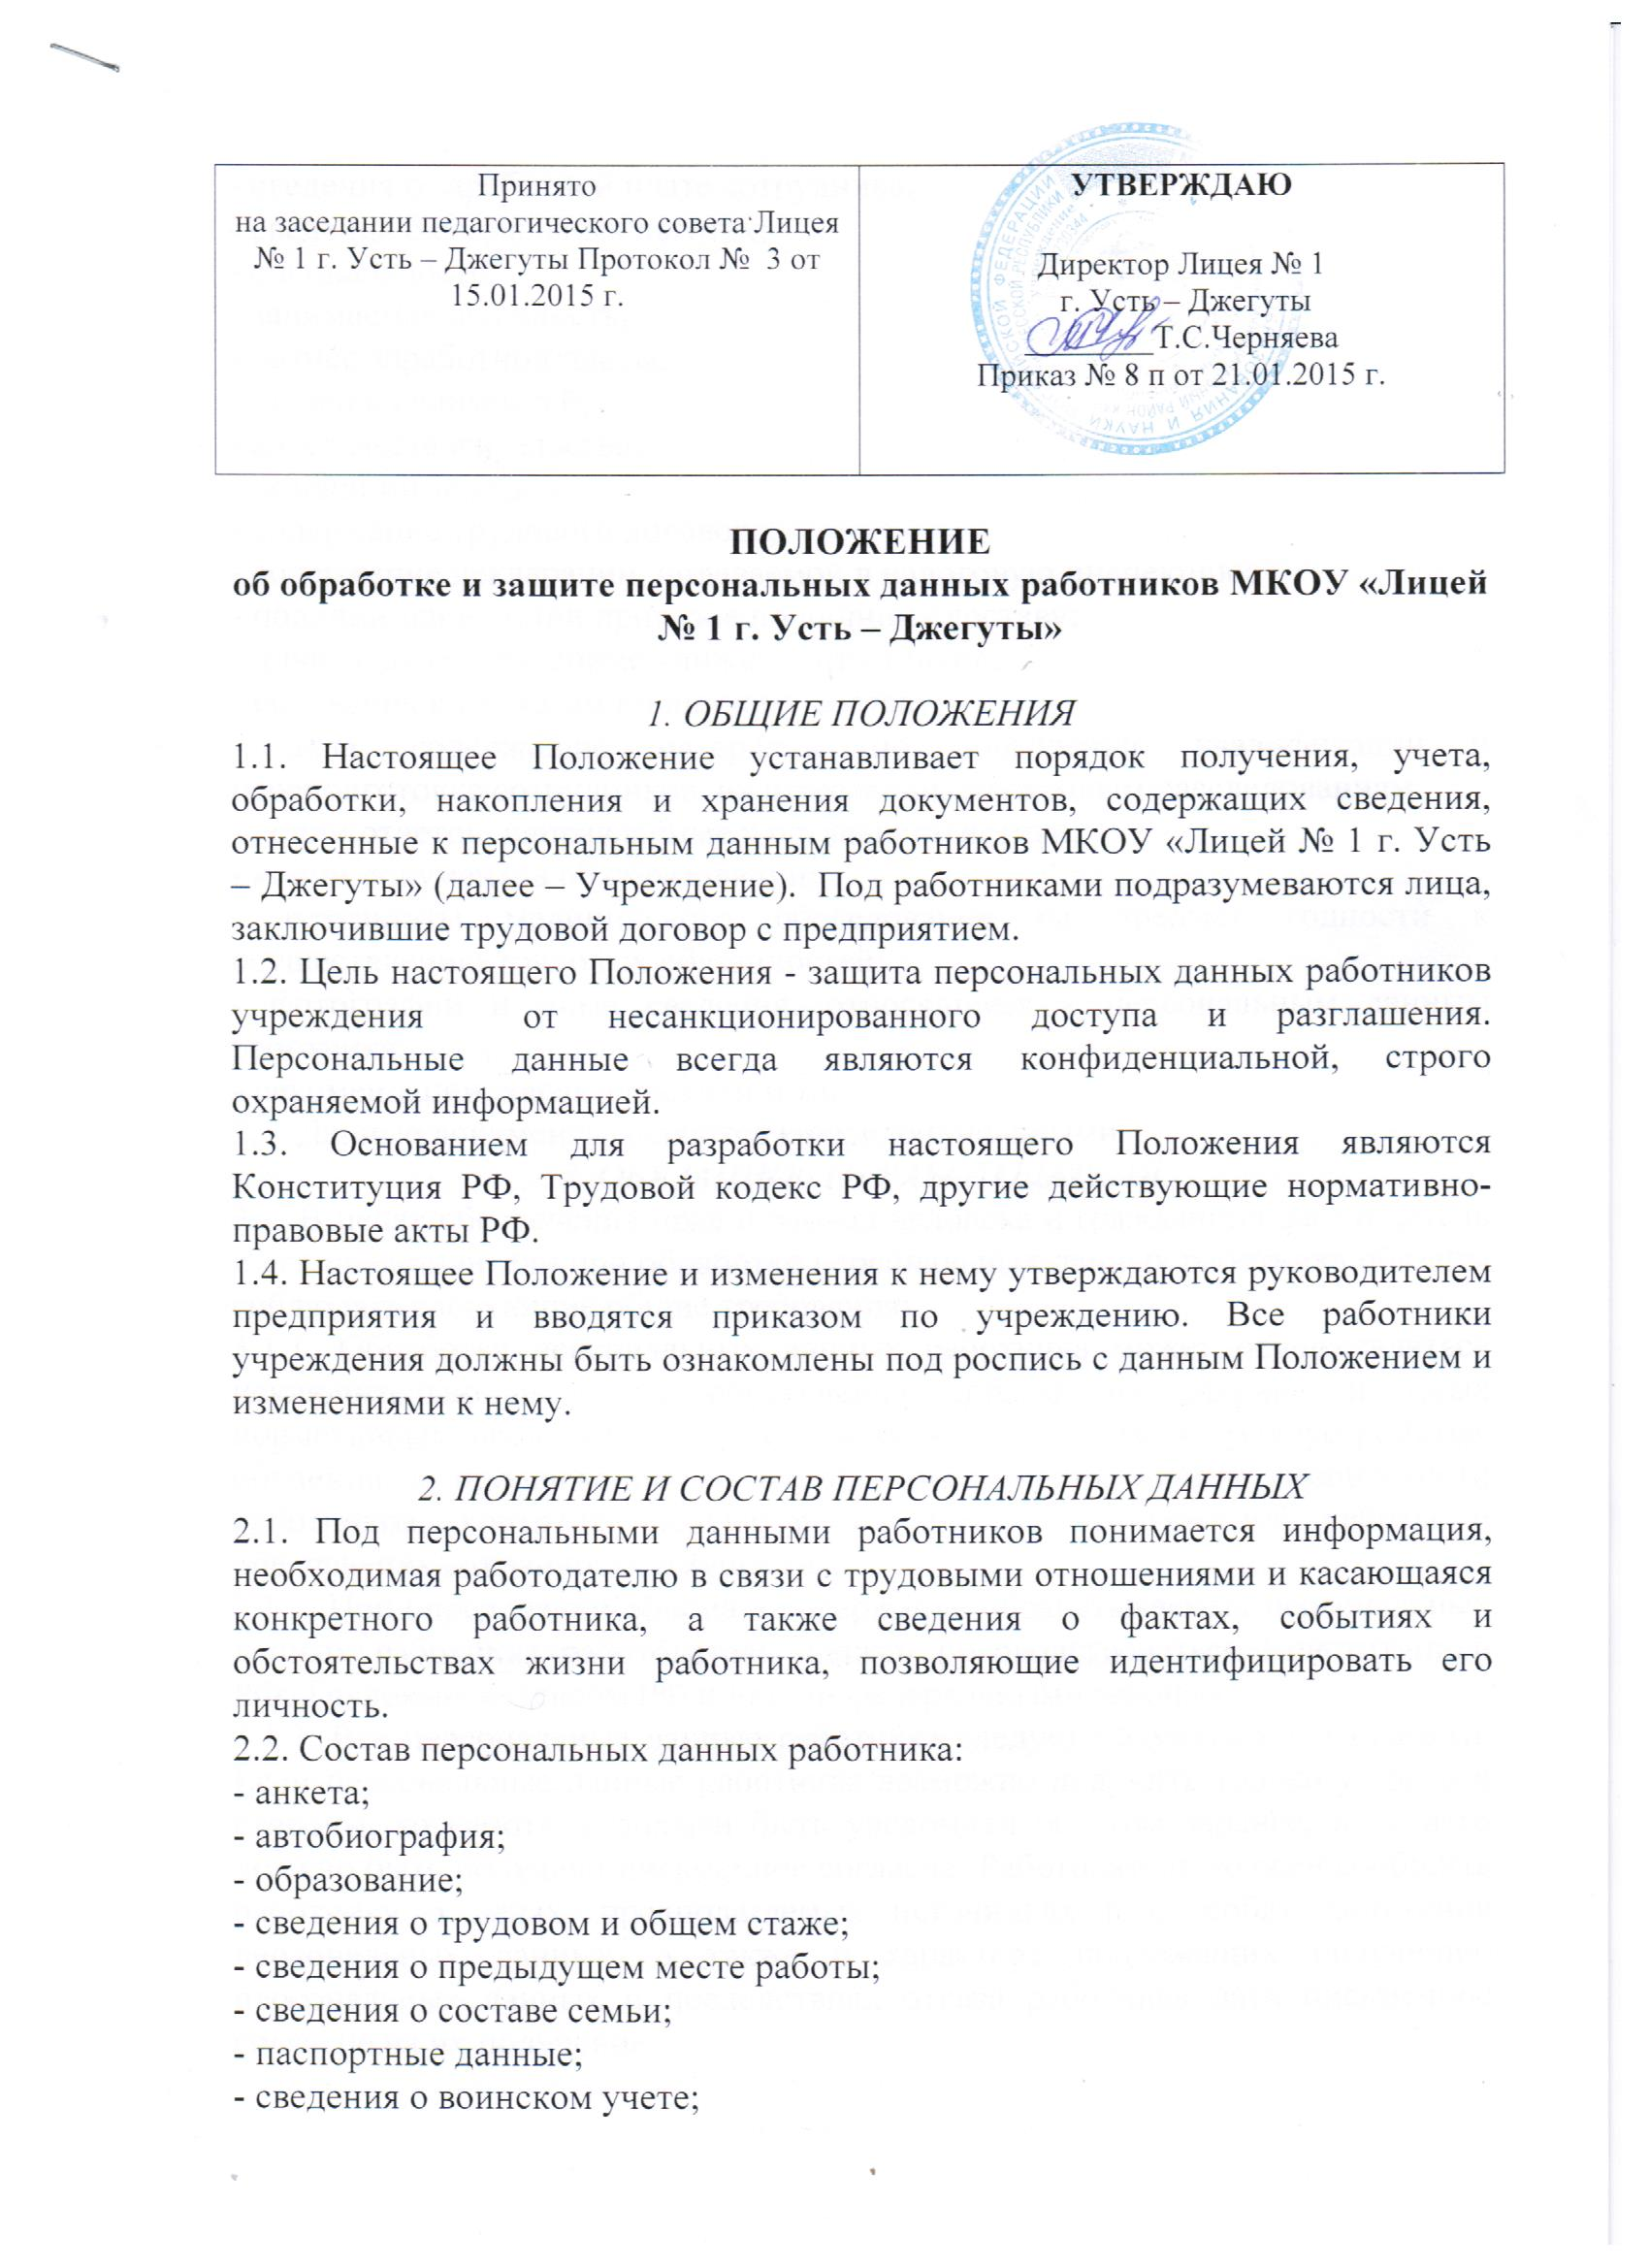 Принято
на заседании педагогического совета Лицея
№ 1 г. Усть – Джегуты Протокол № 3 от
15.01.2015 г.
УТВЕРЖДАЮ
Директор Лицея № 1
г. Усть – Джегуты
________Т.С.Черняева
Приказ № 8 п от 21.01.2015 г.
ПОЛОЖЕНИЕ
об обработке и защите персональных данных работников МКОУ «Лицей
№ 1 г. Усть – Джегуты»
1. ОБЩИЕ ПОЛОЖЕНИЯ
1.1. Настоящее Положение устанавливает порядок получения, учета,
обработки, накопления и хранения документов, содержащих сведения,
отнесенные к персональным данным работников МКОУ «Лицей № 1 г. Усть
– Джегуты» (далее – Учреждение). Под работниками подразумеваются лица,
заключившие трудовой договор с предприятием.
1.2. Цель настоящего Положения - защита персональных данных работников
учреждения от несанкционированного доступа и разглашения.
Персональные данные всегда являются конфиденциальной, строго
охраняемой информацией.
1.3. Основанием для разработки настоящего Положения являются
Конституция РФ, Трудовой кодекс РФ, другие действующие нормативно-
правовые акты РФ.
1.4. Настоящее Положение и изменения к нему утверждаются руководителем
предприятия и вводятся приказом по учреждению. Все работники
учреждения должны быть ознакомлены под роспись с данным Положением и
изменениями к нему.
2. ПОНЯТИЕ И СОСТАВ ПЕРСОНАЛЬНЫХ ДАННЫХ
2.1. Под персональными данными работников понимается информация,
необходимая работодателю в связи с трудовыми отношениями и касающаяся
конкретного работника, а также сведения о фактах, событиях и
обстоятельствах жизни работника, позволяющие идентифицировать его
личность.
2.2. Состав персональных данных работника:
- анкета;
- автобиография;
- образование;
- сведения о трудовом и общем стаже;
- сведения о предыдущем месте работы;
- сведения о составе семьи;
- паспортные данные;
- сведения о воинском учете;